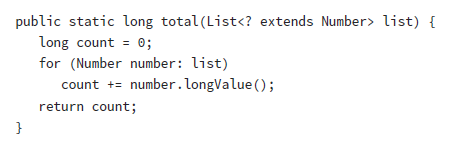 public static long total(List<? extends Number> list) {
   long count = 0;
   for (Number number: list)
      count += number.longValue();
   return count;
}